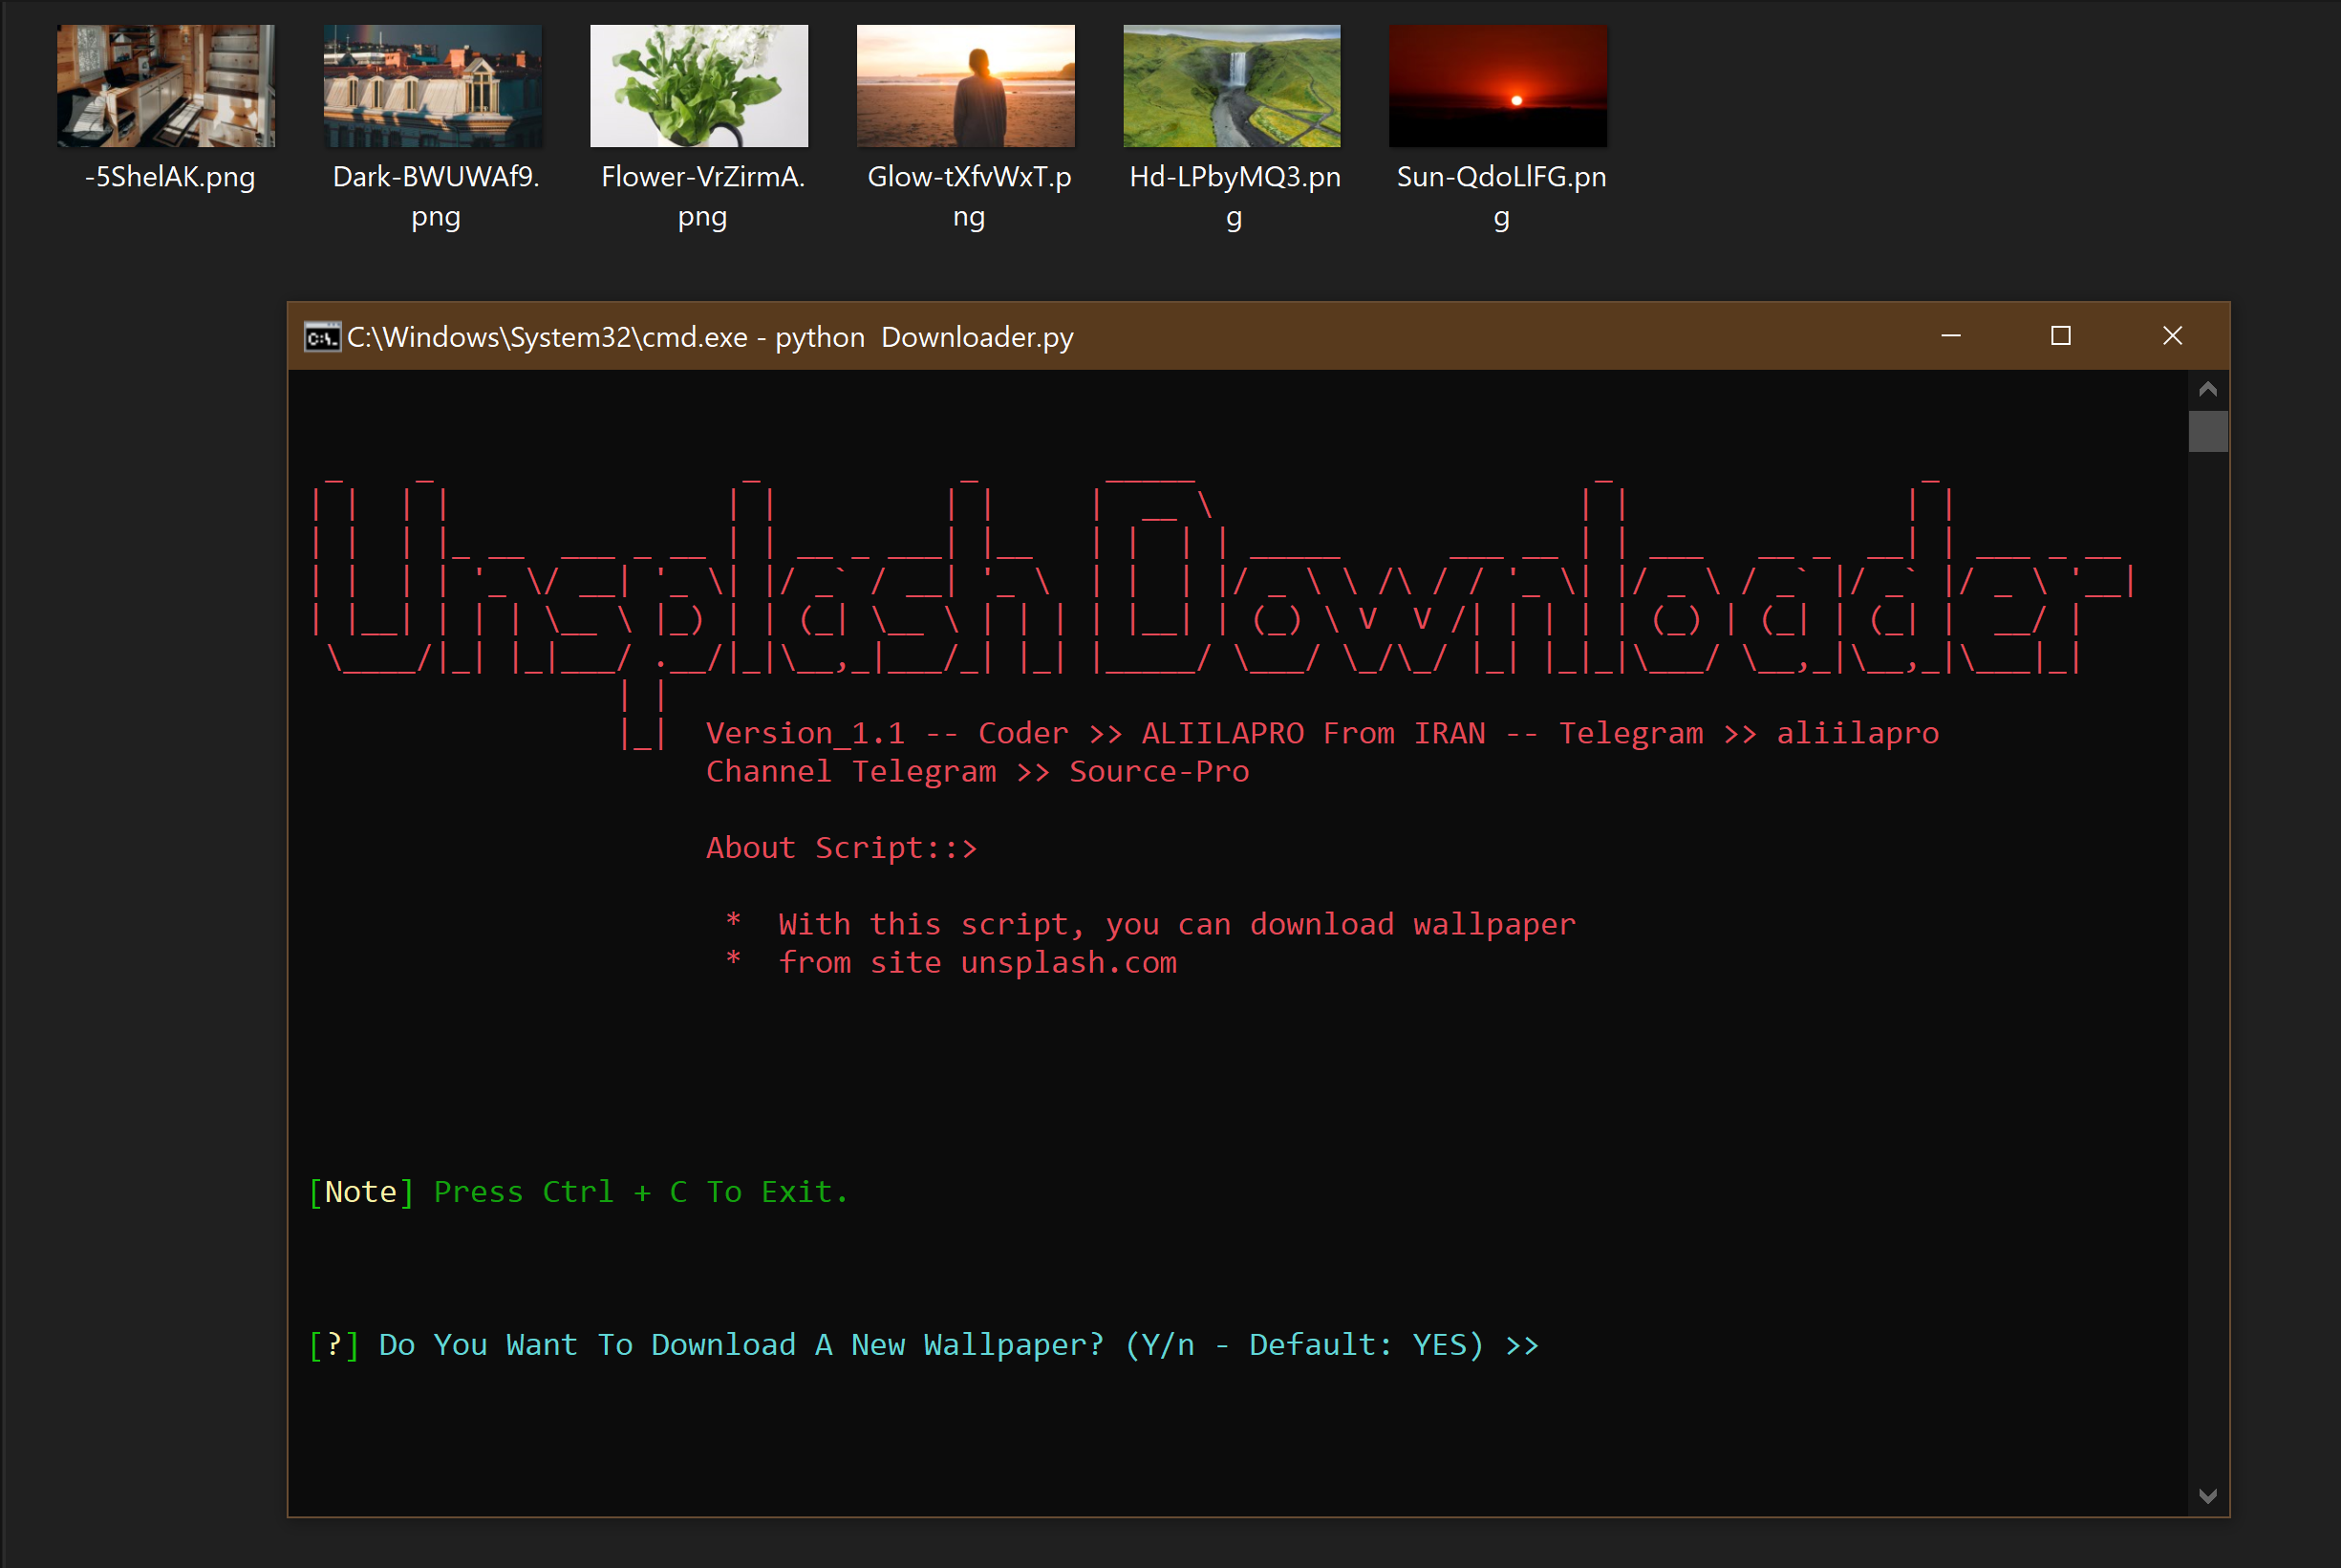 -5ShelAK.png
Dark-BWUWAf9.
png
Flower-VrZirmA.
png
Glow-tXfvWxT.p
ng
Hd-LPbyMQ3.pn
g
Sun-QdoLlFG.pn
g
C:\Windows\System32\cmd.exe - python  Downloader.py
Unsplash Downloader
Version_1.1 -- Coder >> ALIILAPRO From IRAN -- Telegram >> aliilapro
Channel Telegram >> Source-Pro
About Script::>
*  With this script, you can download wallpaper
*  from site unsplash.com
[Note] Press Ctrl + C To Exit.
[?] Do You Want To Download A New Wallpaper? (Y/n - Default: YES) >>